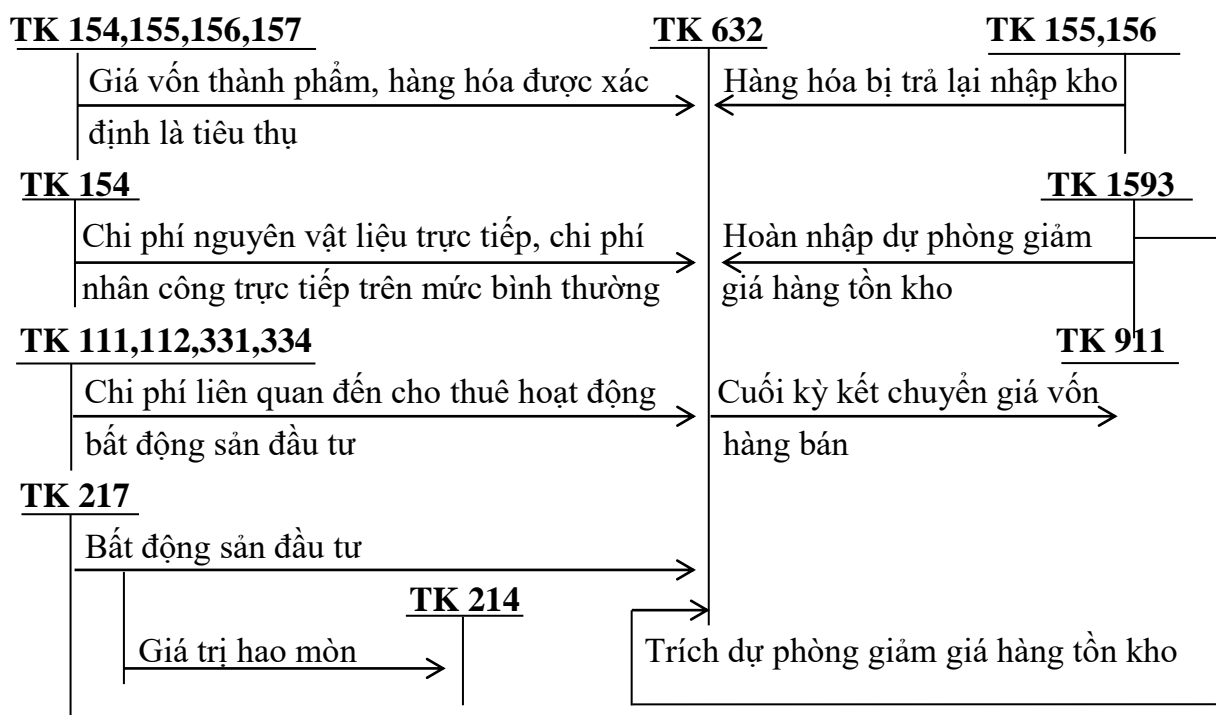 TK 154,155,156,157 TK 632 TK 155,156
Giá vốn thành phẩm, hàng hóa được xác Hàng hóa bị trả lại nhập kho
định là tiêu thụ
TK 154 TK 1593
Chi phí nguyên vật liệu trực tiếp, chi phí Hoàn nhập dự phòng giảm
nhân công trực tiếp trên mức bình thường giá hàng tồn kho
TK 111,112,331,334 TK 911
Chi phí liên quan đến cho thuê hoạt động Cuối kỳ kết chuyển giá vốn
bất động sản đầu tư hàng bán
TK 217
Bất động sản đầu tư
TK 214
Giá trị hao mòn Trích dự phòng giảm giá hàng tồn kho